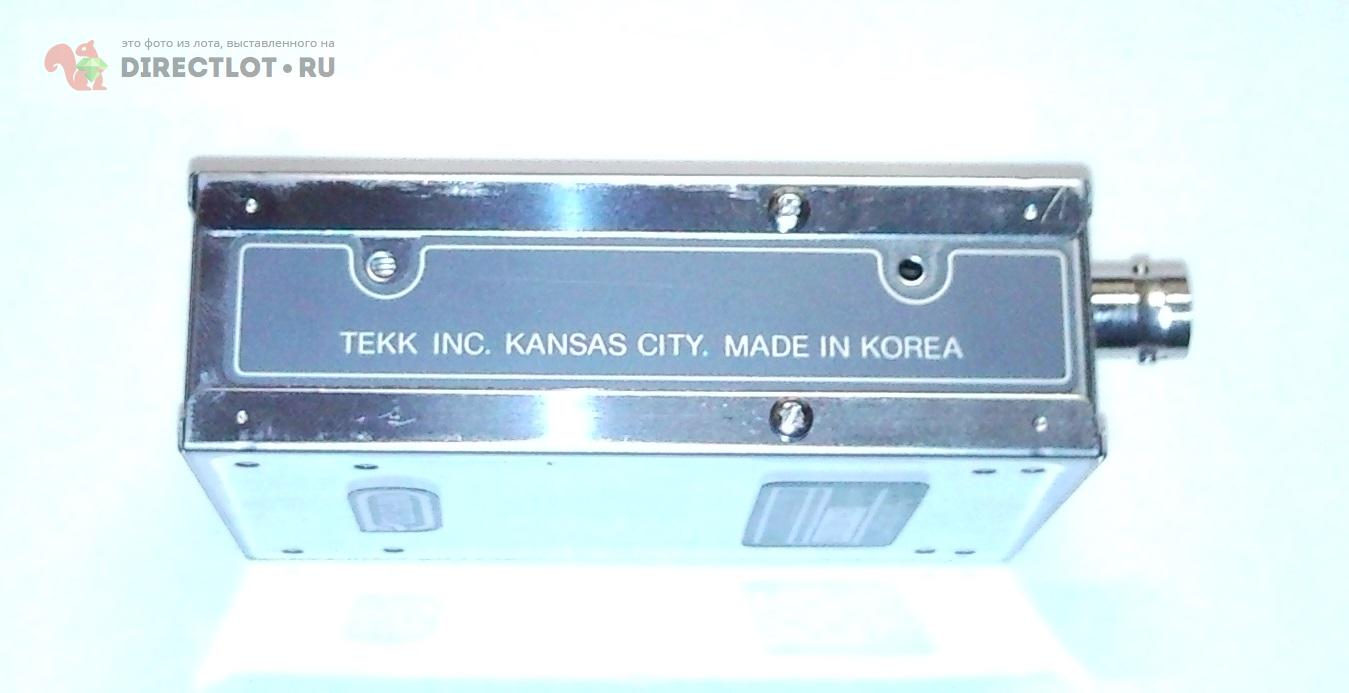 это фото из лота, выставленного на
DIRECTLOT•RU
TEKK INC. KANSAS CITY. MADE IN KOREA